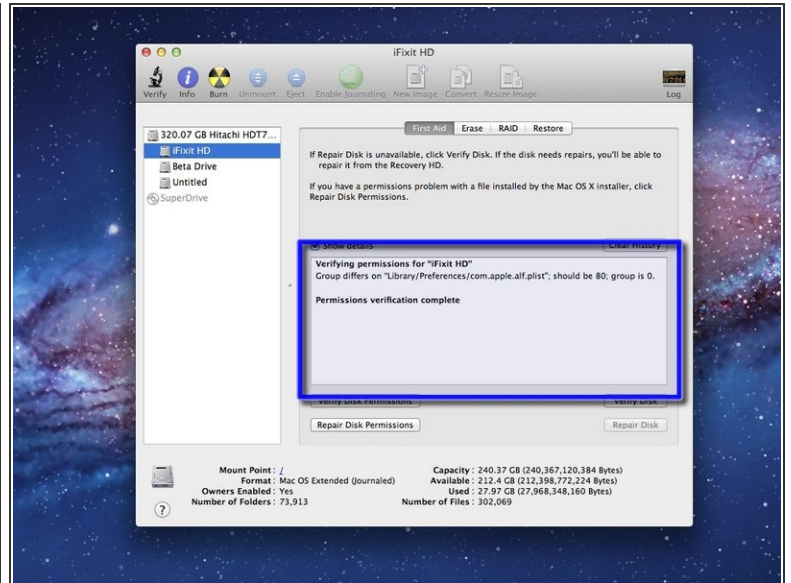 iFixit HD
Verify Info Burn Unmount Eject Enable Journaling New Image Convert Resize Image Log
320.07 GB Hitachi HDT7...
iFixit HD
Beta Drive
Untitled
SuperDrive
First Aid Erase RAID Restore
If Repair Disk is unavailable, click Verify Disk. If the disk needs repairs, you'll be able to
repair it from the Recovery HD.
If you have a permissions problem with a file installed by the Mac OS X installer, click
Repair Disk Permissions.
Show details Clear History
Verifying permissions for "iFixit HD"
Group differs on "Library/Preferences/com.apple.alf.plist"; should be 80; group is 0.
Permissions verification complete
Verify Disk Permissions Verify Disk
Repair Disk Permissions Repair Disk
Mount Point : / Capacity : 240.37 GB (240,367,120,384 Bytes)
Format : Mac OS Extended (Journaled) Available : 212.4 GB (212,398,772,224 Bytes)
Owners Enabled : Yes Used : 27.97 GB (27,968,348,160 Bytes)
Number of Folders : 73,913 Number of Files : 302,069
?